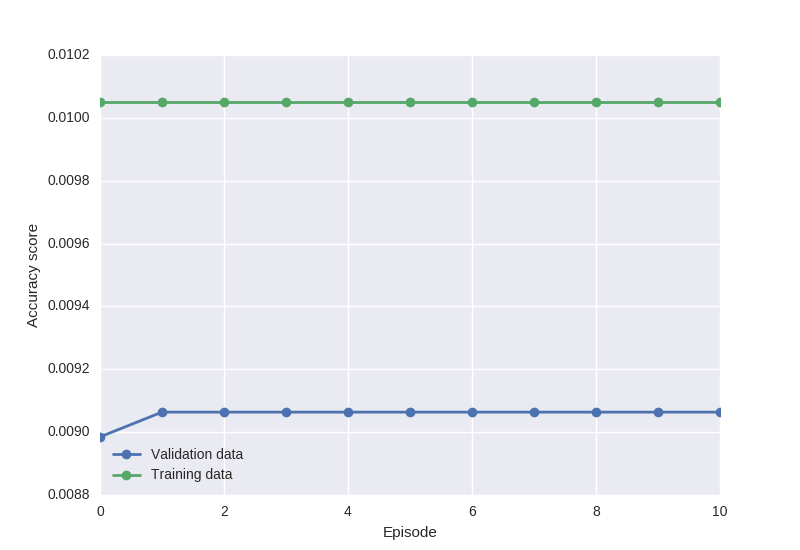 0.0102
0.0100
0.0098
0.0096
0.0094
0.0092
0.0090
0.0088
Accuracy score
Validation data
Training data
0 2 4 6 8 10
Episode